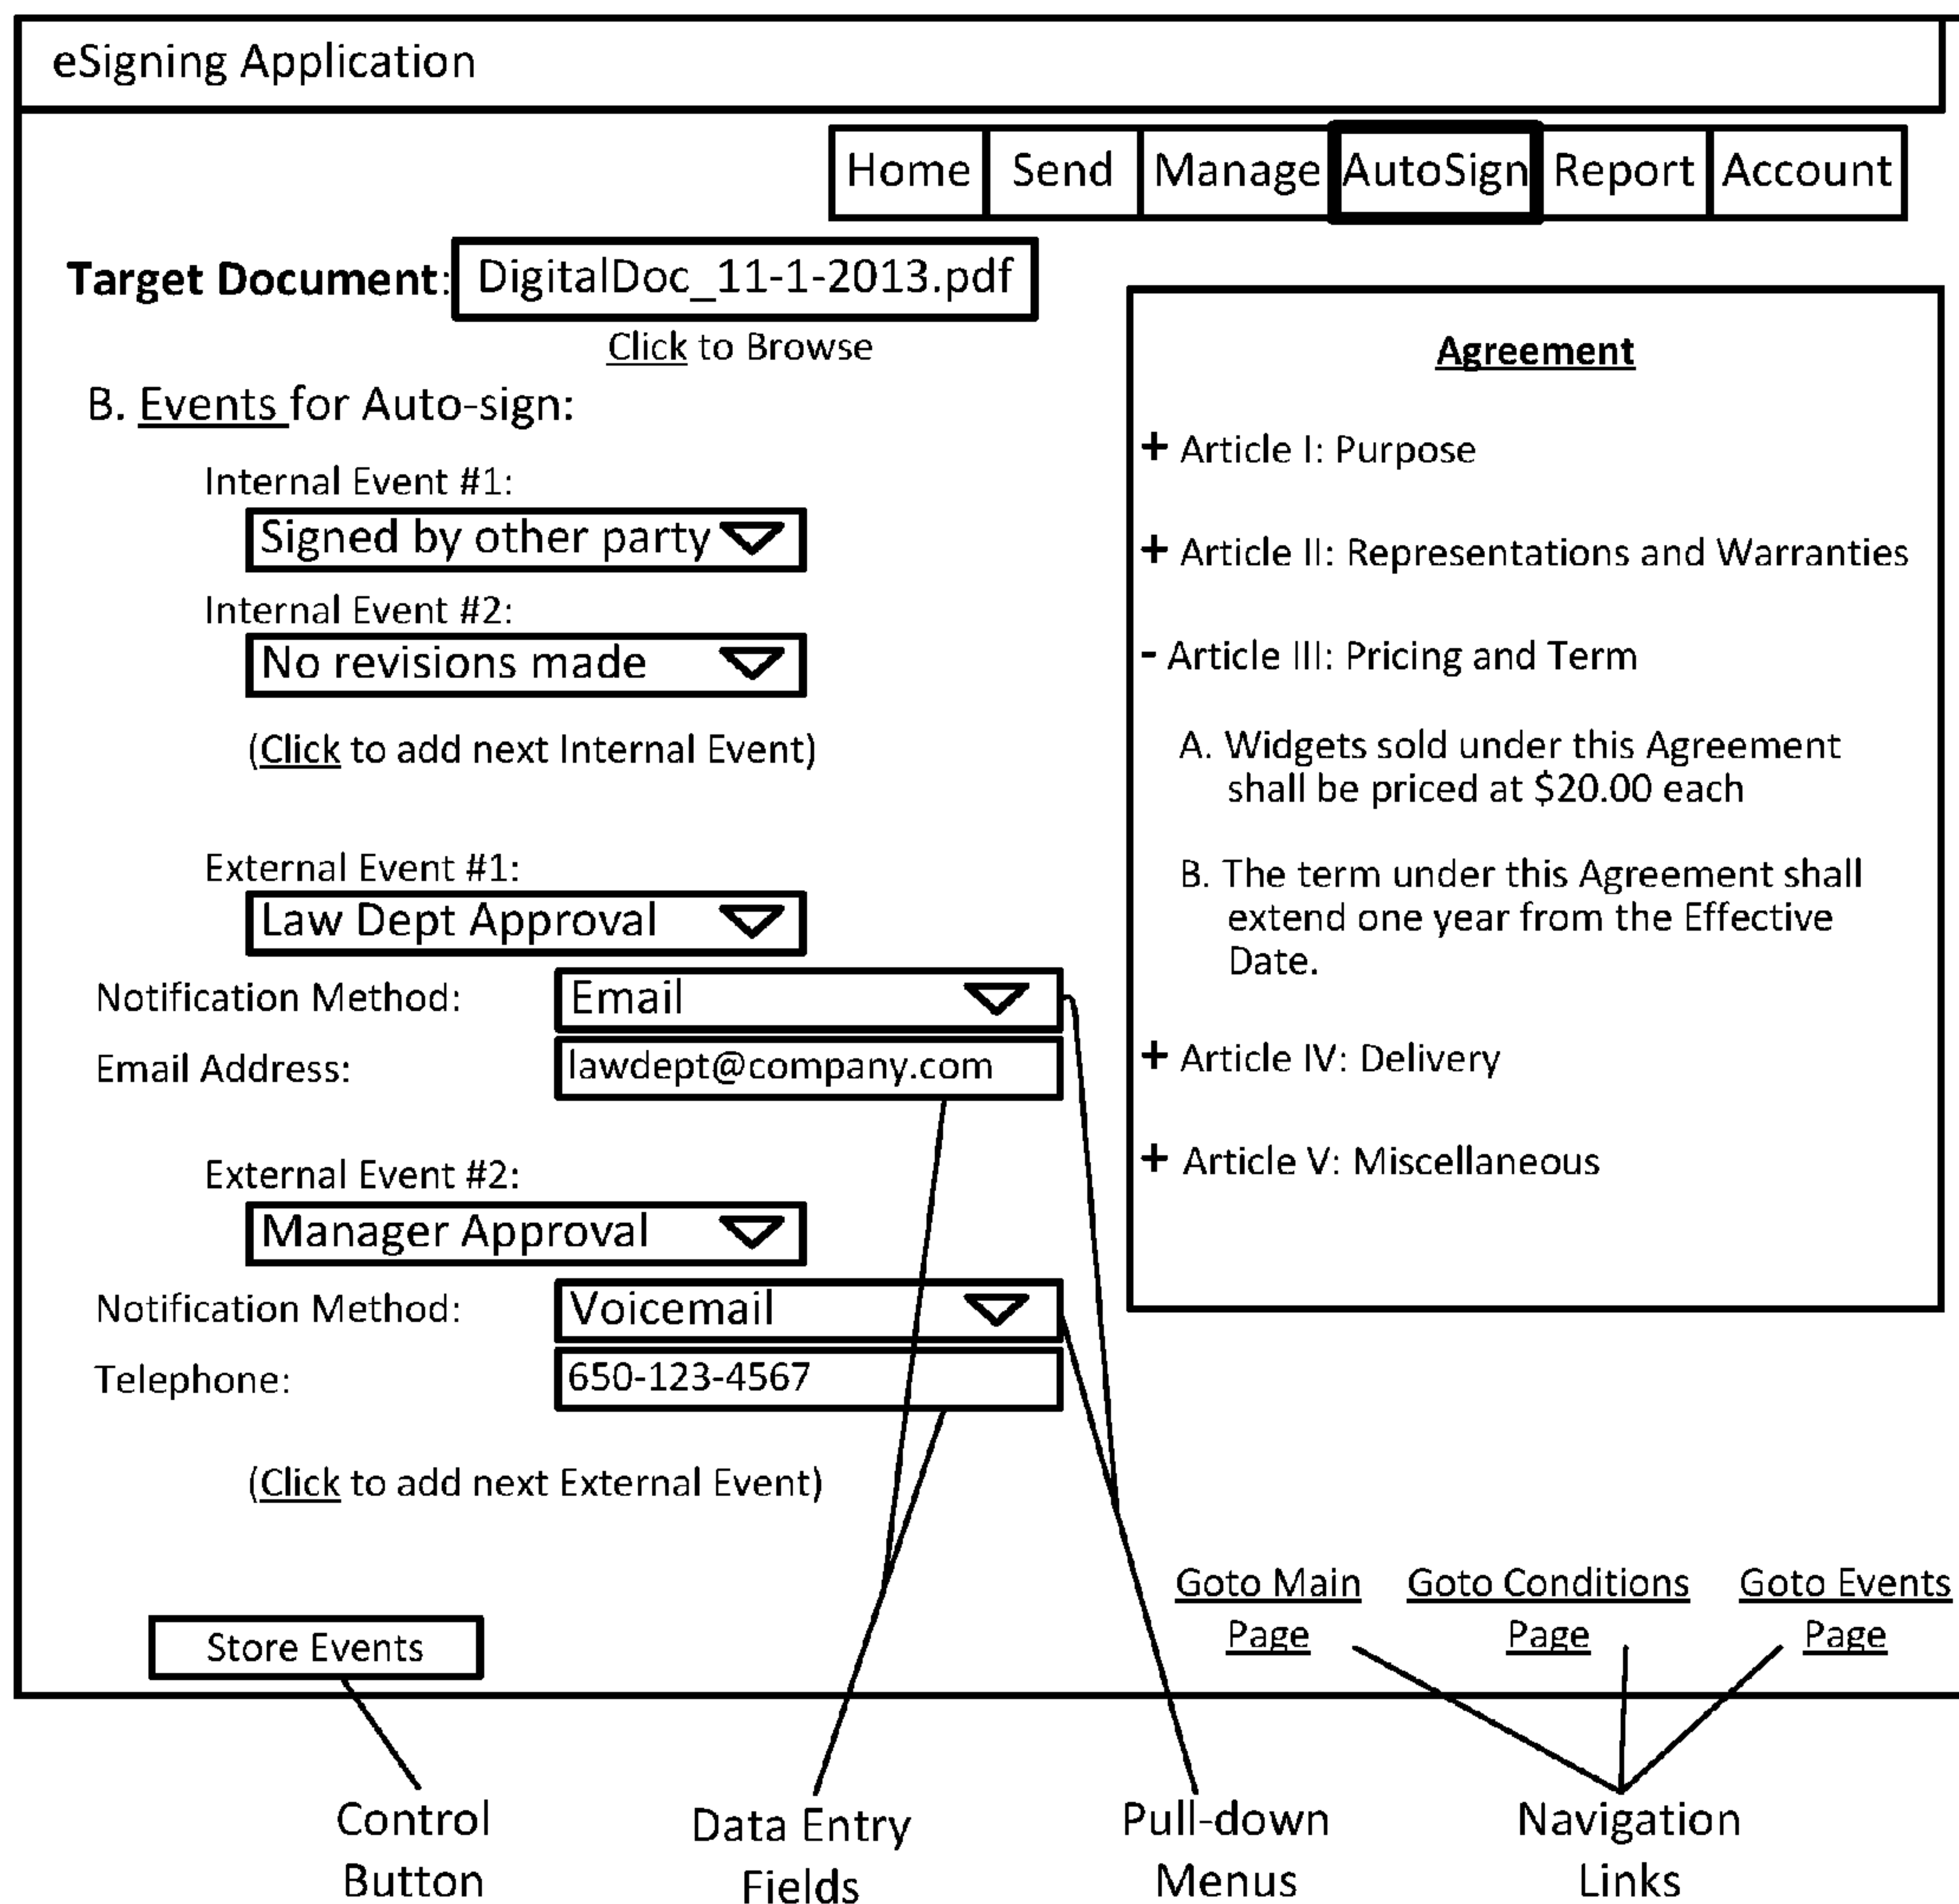 eSigning Application
Home Send Manage AutoSign Report Account
Target Document: DigitalDoc_11-1-2013.pdf
Click to Browse
B. Events for Auto-sign:
Internal Event #1:
Signed by other party
Internal Event #2:
No revisions made
(Click to add next Internal Event)
External Event #1:
Law Dept Approval
Notification Method: Email
Email Address: lawdept@company.com
External Event #2:
Manager Approval
Notification Method: Voicemail
Telephone: 650-123-4567
(Click to add next External Event)
Store Events
Agreement
+ Article I: Purpose
+ Article II: Representations and Warranties
- Article III: Pricing and Term
A. Widgets sold under this Agreement
shall be priced at $20.00 each
B. The term under this Agreement shall
extend one year from the Effective
Date.
+ Article IV: Delivery
+ Article V: Miscellaneous
Goto Main
Page
Goto Conditions
Page
Goto Events
Page
Control
Button
Data Entry
Fields
Pull-down
Menus
Navigation
Links